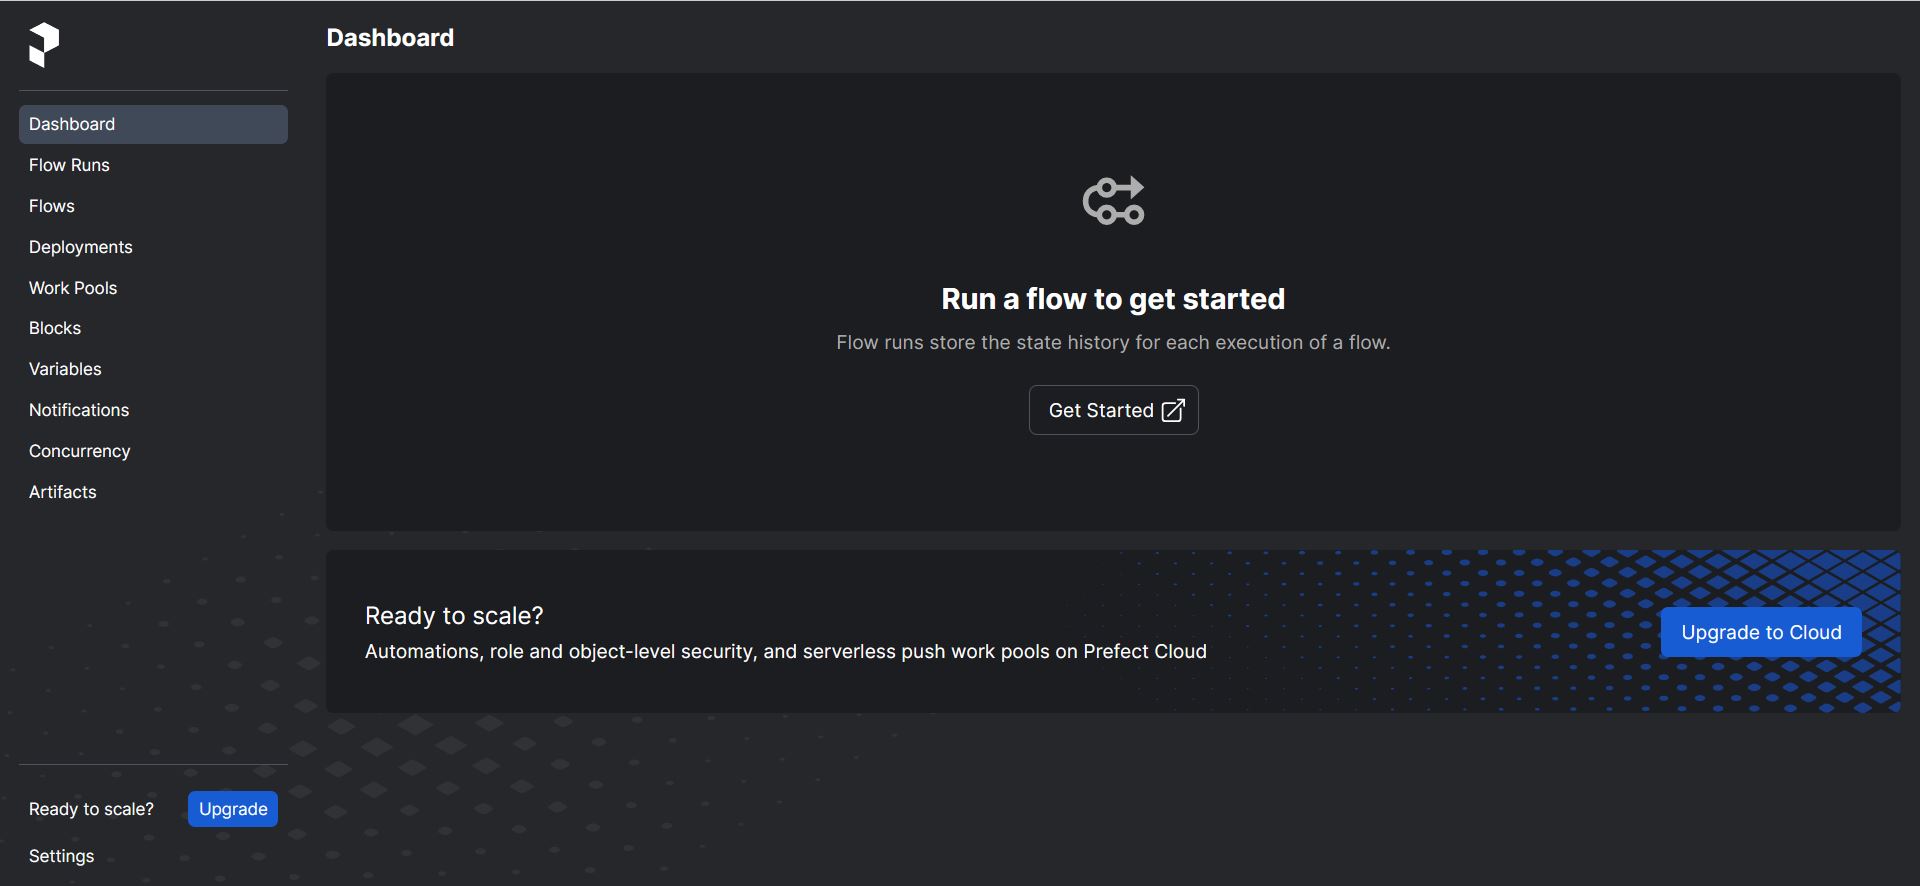 Dashboard
Flow Runs
Flows
Deployments
Work Pools
Blocks
Variables
Notifications
Concurrency
Artifacts
Ready to scale?
Upgrade
Settings
Dashboard
Run a flow to get started
Flow runs store the state history for each execution of a flow.
Get Started
Ready to scale?
Automations, role and object-level security, and serverless push work pools on Prefect Cloud
Upgrade to Cloud